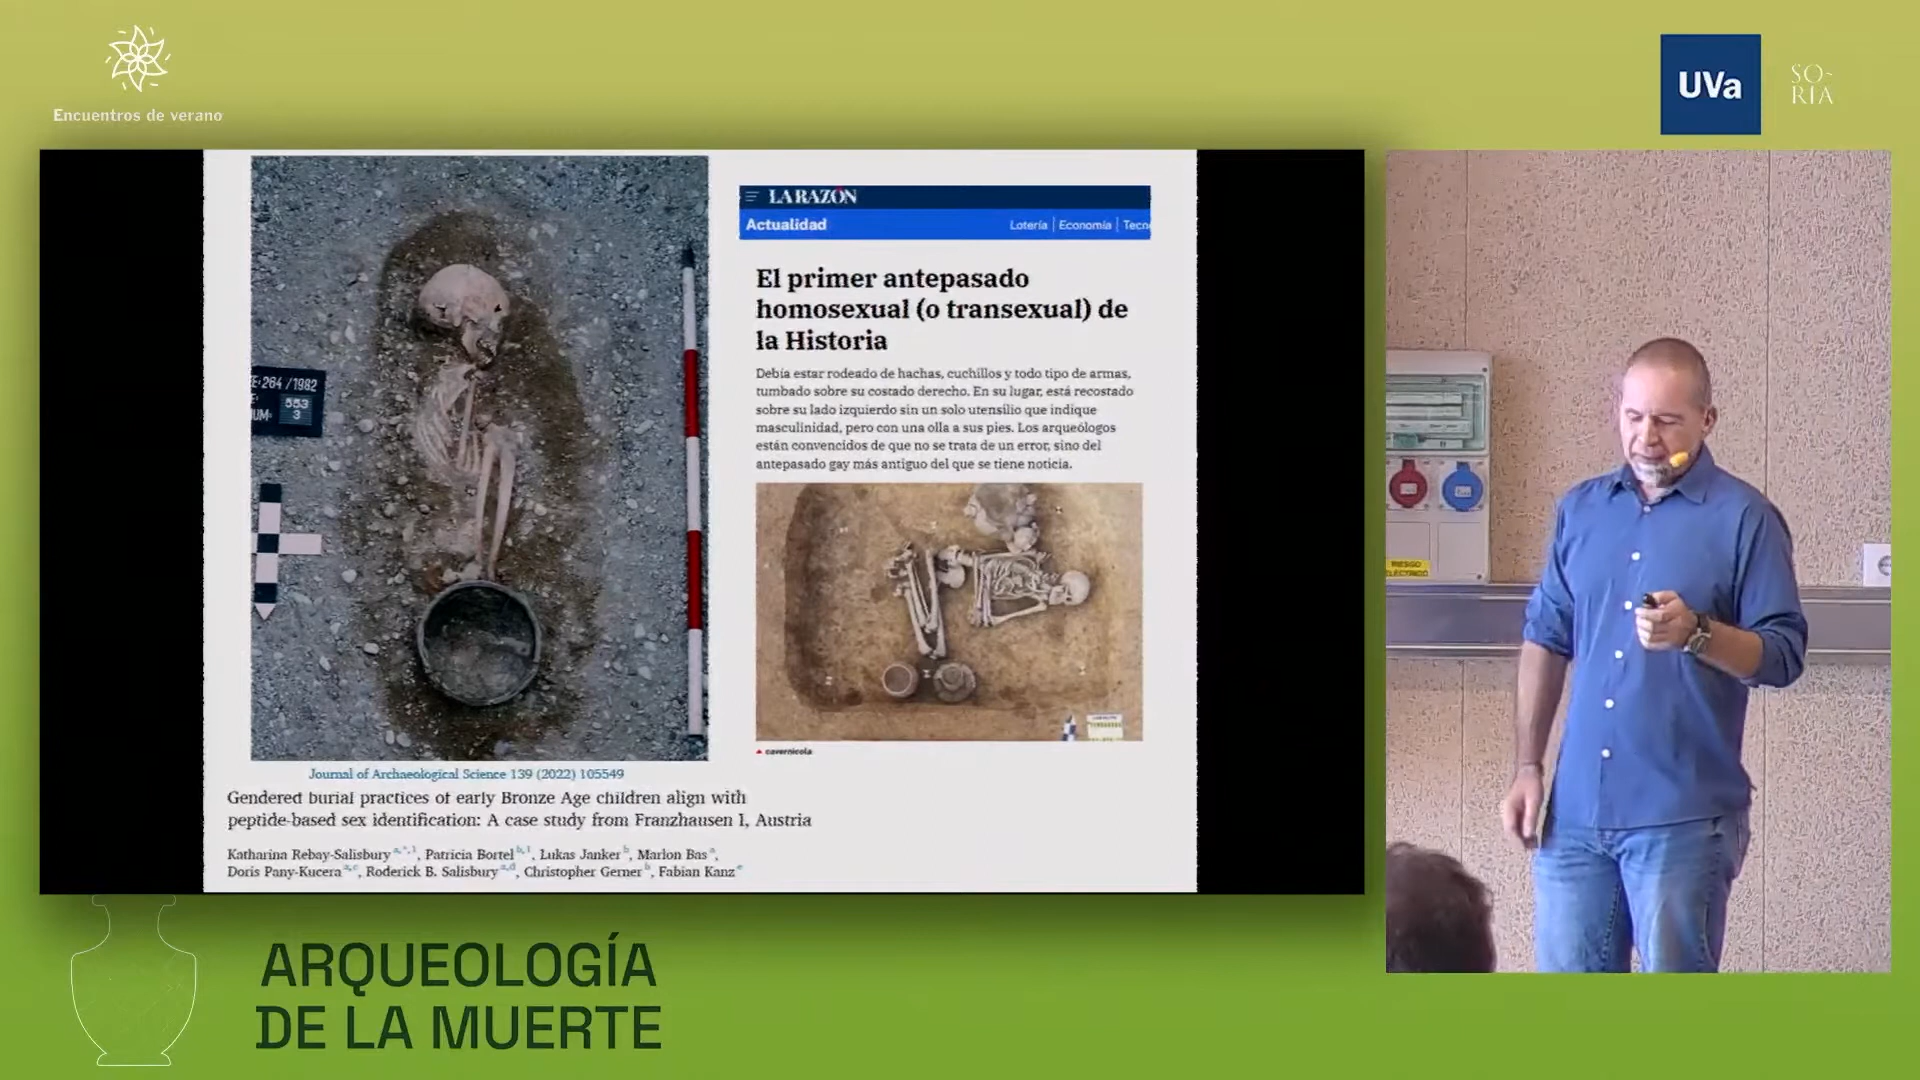 Encuentros de verano
UVa
SO-
RIA
E: 264 / 1982
553
3
LA RAZÓN
Actualidad
Lotería | Economía |
El primer antepasado
homosexual (o transexual) de
la Historia
Debía estar rodeado de hachas, cuchillos y todo tipo de armas,
tumbado sobre su costado derecho. En su lugar, está recostado
sobre su lado izquierdo sin un solo utensilio que indique
masculinidad, pero con una olla a sus pies. Los arqueólogos
están convencidos de que no se trata de un error, sino del
antepasado gay más antiguo del que se tiene noticia.
cavernícola
Journal of Archaeological Science 139 (2022) 105549
Gendered burial practices of early Bronze Age children align with
peptide-based sex identification: A case study from Franzhausen I, Austria
Katharina Rebay-Salisbury, Patricia Bortel, Lukas Janker, Marlon Bas,
Doris Pany-Kucera, Roderick B. Salisbury, Christopher Gerner, Fabian Kanz
RIESGO
ELÉCTRICO
ARQUEOLOGÍA
DE LA MUERTE